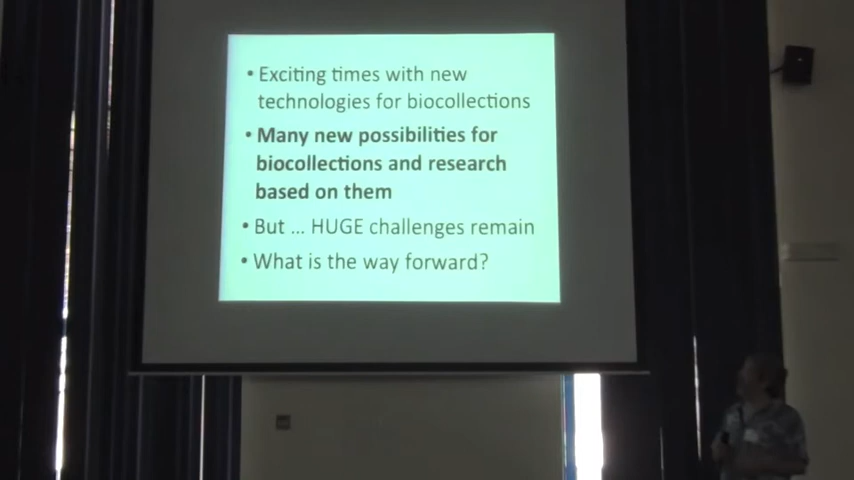 • Exciting times with new
technologies for biocollections
• Many new possibilities for
biocollections and research
based on them
• But ... HUGE challenges remain
• What is the way forward?